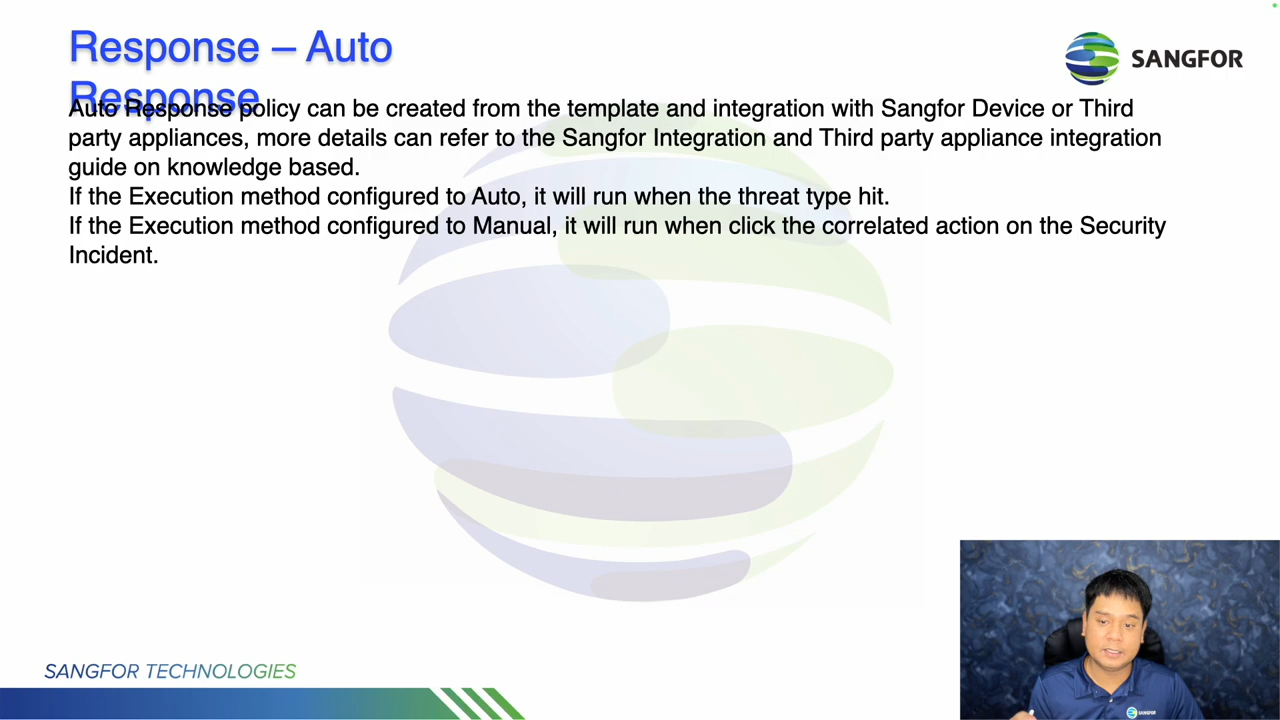 Response – Auto
Response
SANGFOR
Auto Response policy can be created from the template and integration with Sangfor Device or Third
party appliances, more details can refer to the Sangfor Integration and Third party appliance integration
guide on knowledge based.
If the Execution method configured to Auto, it will run when the threat type hit.
If the Execution method configured to Manual, it will run when click the correlated action on the Security
Incident.
SANGFOR TECHNOLOGIES
SANGFOR